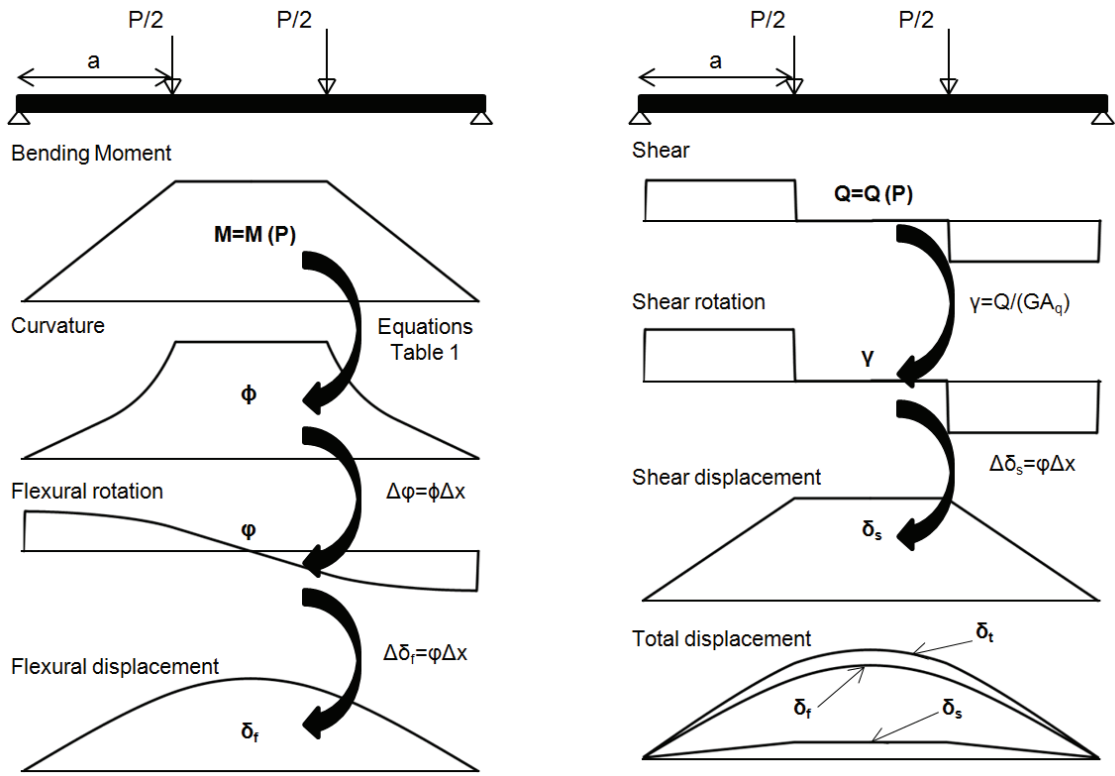 P/2
P/2
a
Bending Moment
M=M (P)
Curvature
Equations
Table 1
ϕ
Flexural rotation
Δφ=ϕΔx
φ
Δδf=φΔx
Flexural displacement
δf
P/2
P/2
a
Shear
Q=Q (P)
Shear rotation
γ=Q/(GAq)
γ
Δδs=φΔx
Shear displacement
δs
Total displacement
δt
δf
δs